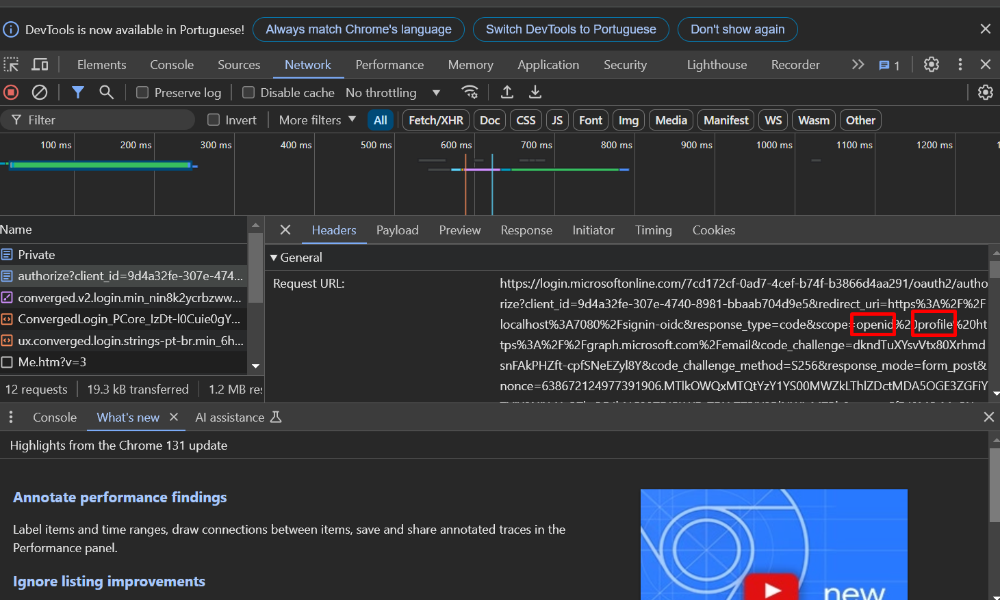 DevTools is now available in Portuguese! Always match Chrome's language Switch DevTools to Portuguese Don't show again
Elements Console Sources Network Performance Memory Application Security Lighthouse Recorder 1
Preserve log Disable cache No throttling
Filter Invert More filters All Fetch/XHR Doc CSS JS Font Img Media Manifest WS Wasm Other
100 ms 200 ms 300 ms 400 ms 500 ms 600 ms 700 ms 800 ms 900 ms 1000 ms 1100 ms 1200 ms 1
Name
Private
authorize?client_id=9d4a32fe-307e-474...
converged.v2.login.min_nin8k2ycrbzww...
ConvergedLogin_PCore_IzDt-l0Cuie0gY...
ux.converged.login.strings-pt-br.min_6h...
Me.htm?v=3
12 requests 19.3 kB transferred 1.2 MB re
Headers Payload Preview Response Initiator Timing Cookies
General
Request URL:
https://login.microsoftonline.com/7cd172cf-0ad7-4cef-b74f-b3866d4aa291/oauth2/autho
rize?client_id=9d4a32fe-307e-4740-8981-bbaab704d9e5&redirect_uri=https%3A%2F%2F
localhost%3A7080%2Fsignin-oidc&response_type=code&scope=openid%20profile%20ht
tps%3A%2F%2Fgraph.microsoft.com%2Femail&code_challenge=dkndTuXYsvVtx80Xrhmd
snFAkPHZft-cpfSNeEZyl8Y&code_challenge_method=S256&response_mode=form_post&
nonce=638672124977391906.MTlkOWQxMTQtYzY1YS00MWZkLThlZDctMDA5OGE3ZGFiY
Console What's new AI assistance
Highlights from the Chrome 131 update
Annotate performance findings
Label items and time ranges, draw connections between items, save and share annotated traces in the
Performance panel.
Ignore listing improvements
new